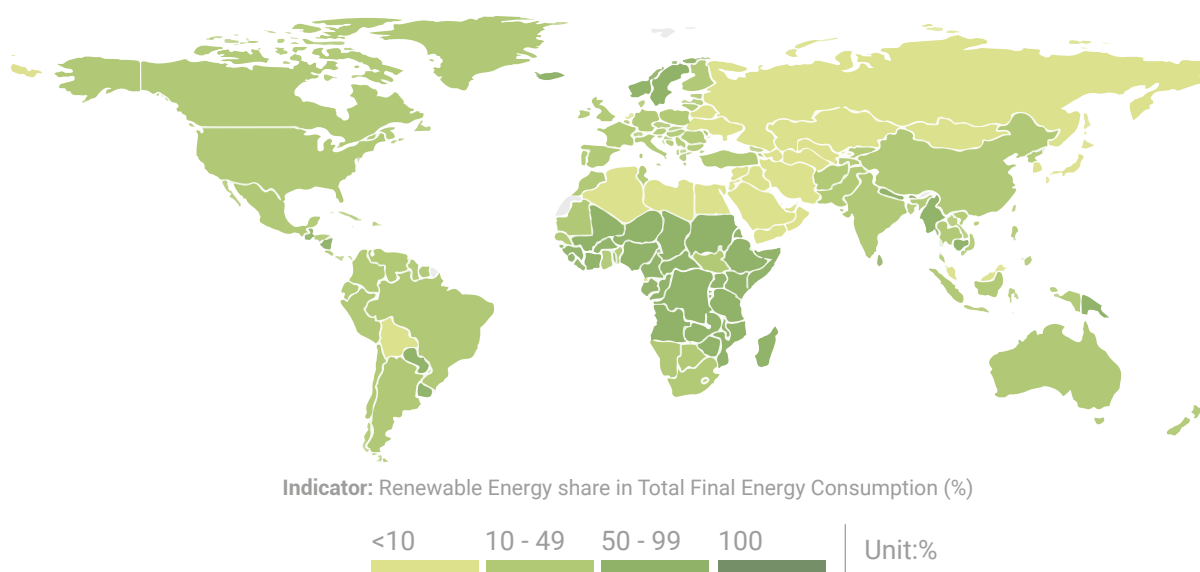 Indicator: Renewable Energy share in Total Final Energy Consumption (%)
<10 10 - 49 50 - 99 100 Unit:%